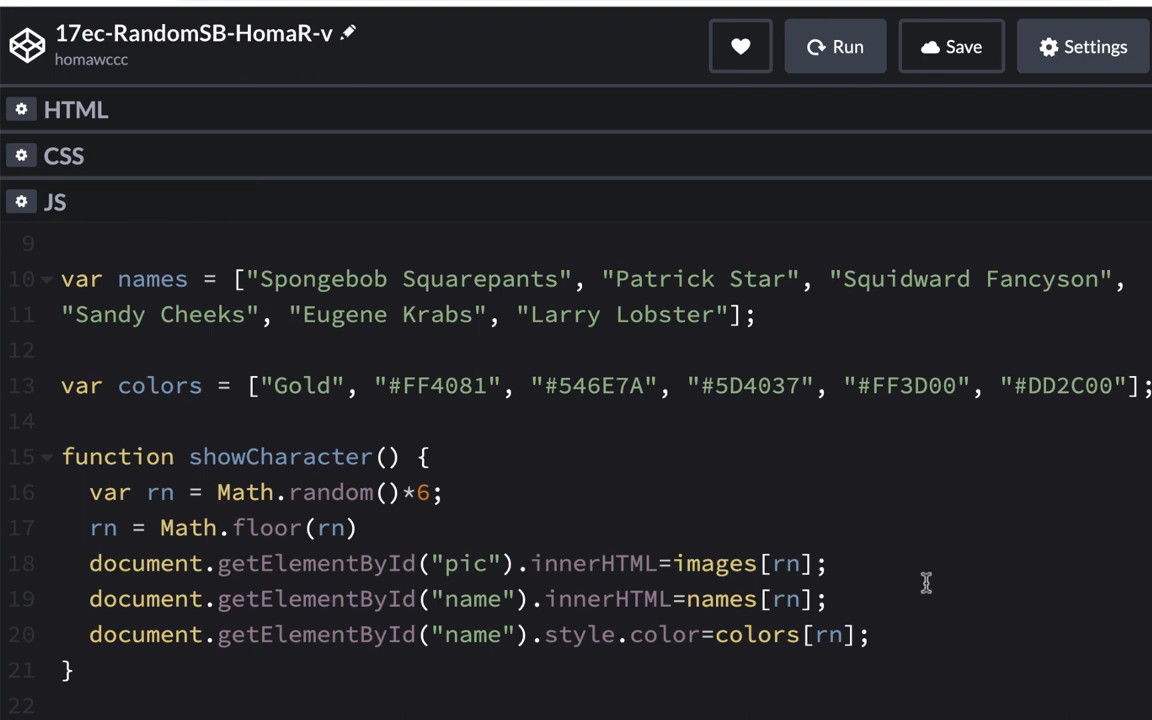 17ec-RandomSB-HomaR-v
homawccc
Run
Save
Settings
HTML
CSS
JS
9
10 var names = ["Spongebob Squarepants", "Patrick Star", "Squidward Fancyson",
11 "Sandy Cheeks", "Eugene Krabs", "Larry Lobster"];
12
13 var colors = ["Gold", "#FF4081", "#546E7A", "#5D4037", "#FF3D00", "#DD2C00"];
14
15 function showCharacter() {
16 var rn = Math.random()*6;
17 rn = Math.floor(rn)
18 document.getElementById("pic").innerHTML=images[rn];
19 document.getElementById("name").innerHTML=names[rn];
20 document.getElementById("name").style.color=colors[rn];
21 }
22